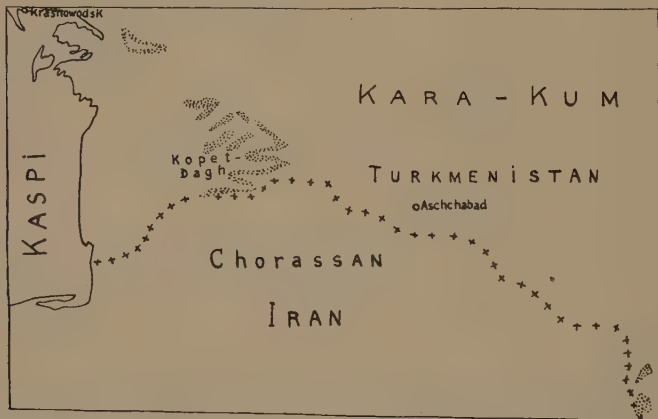 Krasnowodsk
KARA - KUM
Kopet-
Dagh
TURKMENiSTAN
Aschchabad
KASPi
Chorassan
IRAN